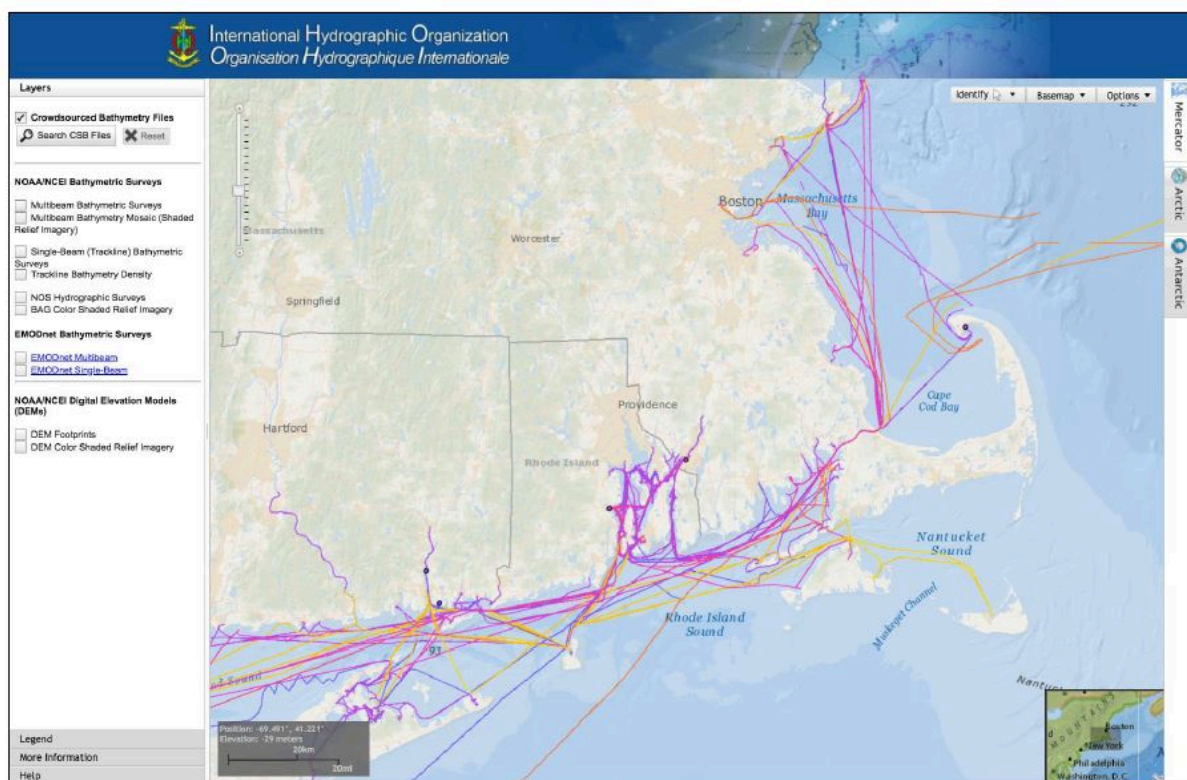 International Hydrographic Organization
Organisation Hydrographique Internationale
Layers
Crowdsourced Bathymetry Files
Search CSB Files
Reset
NOAA/NCEI Bathymetric Surveys
Multibeam Bathymetric Surveys
Multibeam Bathymetry Mosaic (Shaded
Relief Imagery)
Single-Beam (Trackline) Bathymetric
Surveys
Trackline Bathymetry Density
NOS Hydrographic Surveys
BAG Color Shaded Relief Imagery
EMODnet Bathymetric Surveys
EMODnet Multibeam
EMODnet Single-Beam
NOAA/NCEI Digital Elevation Models
(DEMs)
DEM Footprints
DEM Color Shaded Relief Imagery
Legend
More Information
Help
Identify
Basemap
Options
Mercator
Arctic
Antarctic
Boston
Massachusetts
Bay
Massachusetts
Worcester
Springfield
Providence
Cape
Cod Bay
Hartford
Rhode Island
Nantucket
Sound
Rhode Island
Sound
Muskeget Channel
93
Sound
Position: -69.491°, 41.221°
Elevation: -29 meters
20km
20mi
Boston
New York
Philadelphia
Washington, D.C.